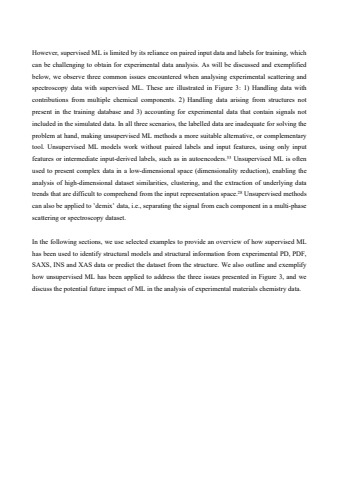 However, supervised ML is limited by its reliance on paired input data and labels for training, which
can be challenging to obtain for experimental data analysis. As will be discussed and exemplified
below, we observe three common issues encountered when analysing experimental scattering and
spectroscopy data with supervised ML. These are illustrated in Figure 3: 1) Handling data with
contributions from multiple chemical components. 2) Handling data arising from structures not
present in the training database and 3) accounting for experimental data that contain signals not
included in the simulated data. In all three scenarios, the labelled data are inadequate for solving the
problem at hand, making unsupervised ML methods a more suitable alternative, or complementary
tool. Unsupervised ML models work without paired labels and input features, using only input
features or intermediate input-derived labels, such as in autoencoders. Unsupervised ML is often
used to present complex data in a low-dimensional space (dimensionality reduction), enabling the
analysis of high-dimensional dataset similarities, clustering, and the extraction of underlying data
trends that are difficult to comprehend from the input representation space. Unsupervised methods
can also be applied to 'demix' data, i.e., separating the signal from each component in a multi-phase
scattering or spectroscopy dataset.
In the following sections, we use selected examples to provide an overview of how supervised ML
has been used to identify structural models and structural information from experimental PD, PDF,
SAXS, INS and XAS data or predict the dataset from the structure. We also outline and exemplify
how unsupervised ML has been applied to address the three issues presented in Figure 3, and we
discuss the potential future impact of ML in the analysis of experimental materials chemistry data.